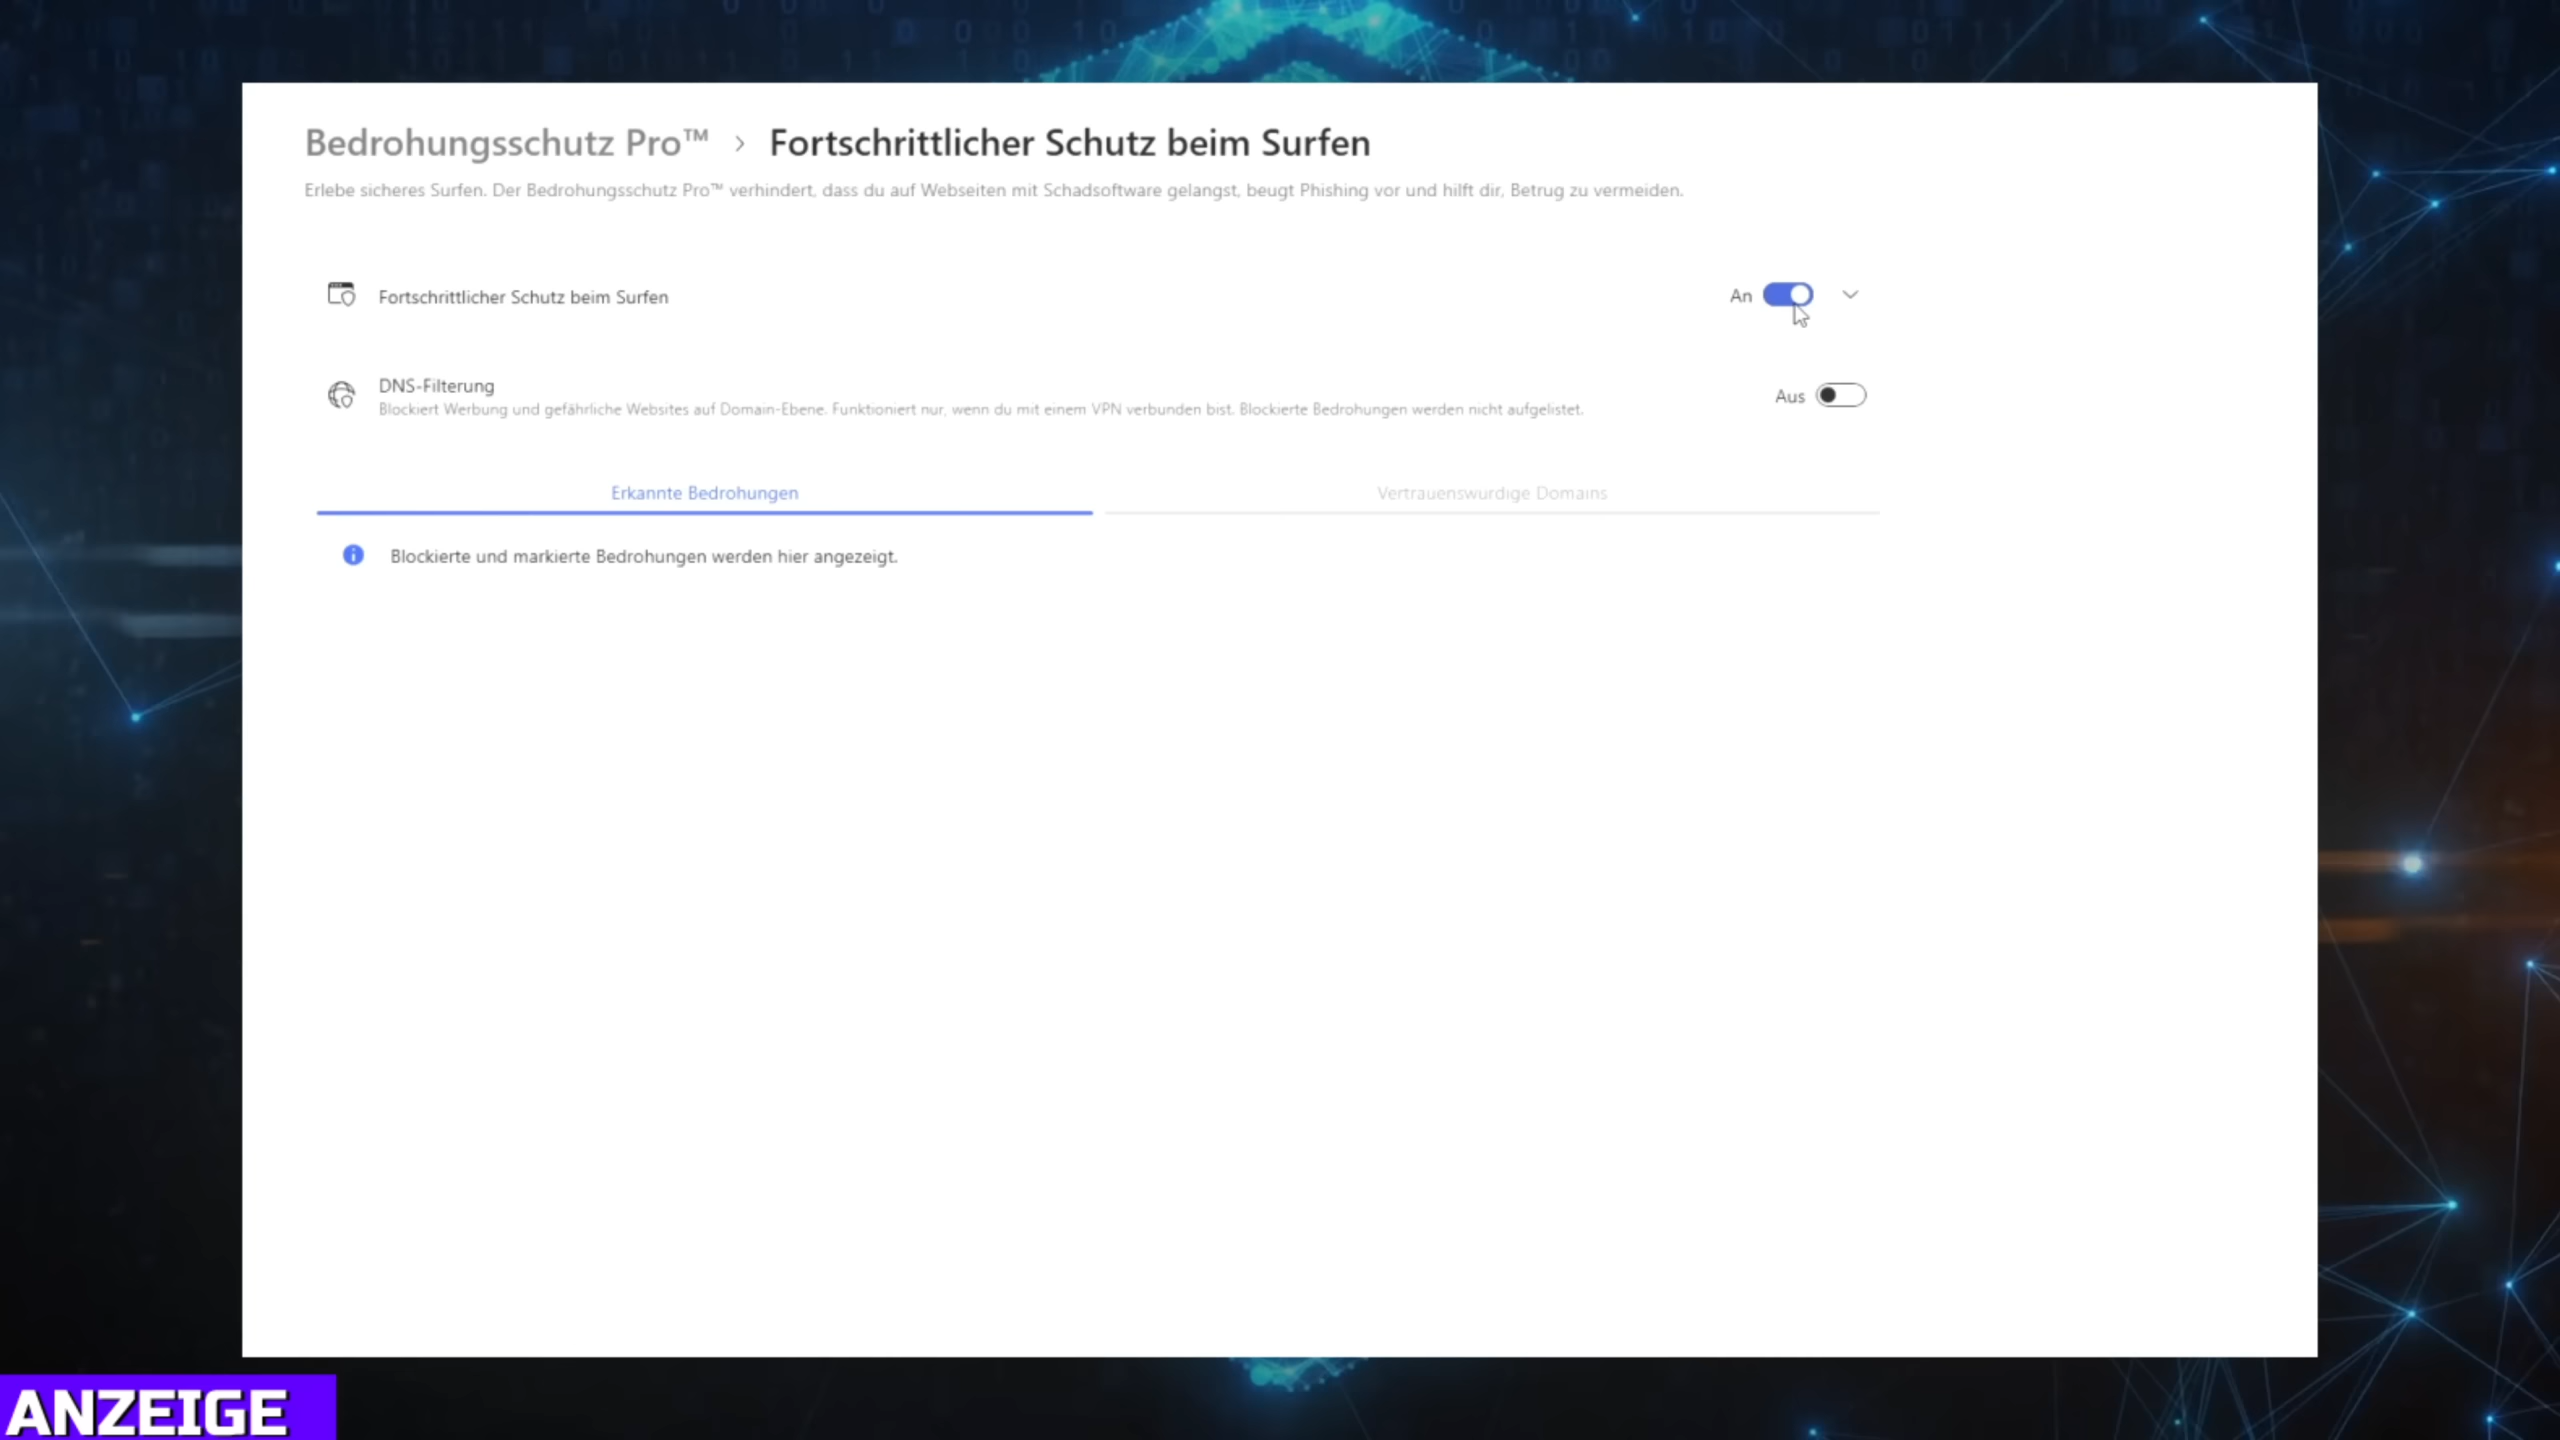 Bedrohungsschutz Pro™ > Fortschrittlicher Schutz beim Surfen
Erlebe sicheres Surfen. Der Bedrohungsschutz Pro™ verhindert, dass du auf Webseiten mit Schadsoftware gelangst, beugt Phishing vor und hilft dir, Betrug zu vermeiden.
Fortschrittlicher Schutz beim Surfen An
DNS-Filterung
Blockiert Werbung und gefährliche Websites auf Domain-Ebene. Funktioniert nur, wenn du mit einem VPN verbunden bist. Blockierte Bedrohungen werden nicht aufgelistet.
Aus
Erkannte Bedrohungen Vertrauenswurdige Domains
Blockierte und markierte Bedrohungen werden hier angezeigt.
ANZEIGE